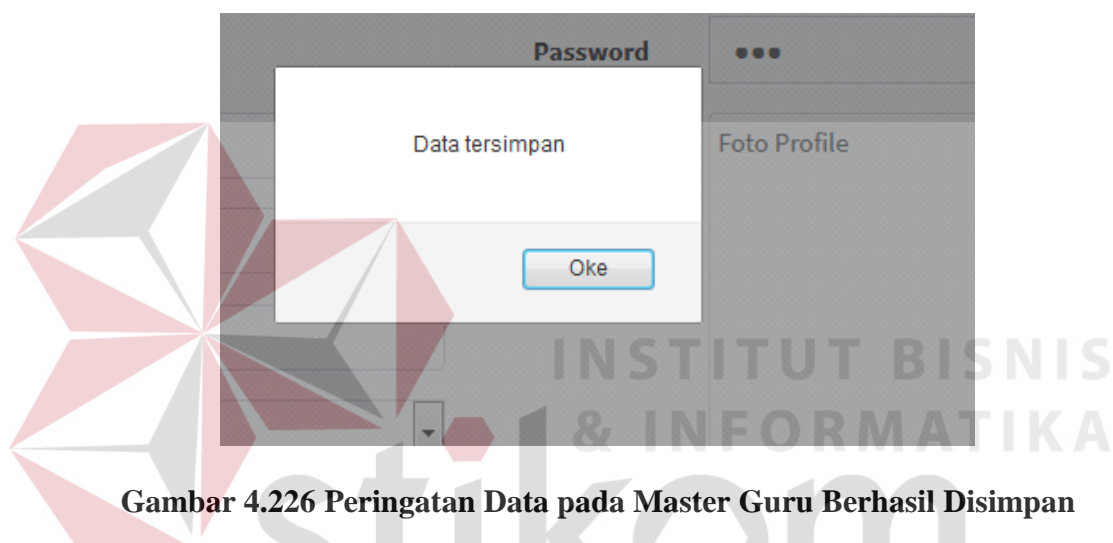 Password •••
Data tersimpan
Foto Profile
Oke
INSTITUT BISNIS
& INFORMATIKA
stikom
Gambar 4.226 Peringatan Data pada Master Guru Berhasil Disimpan